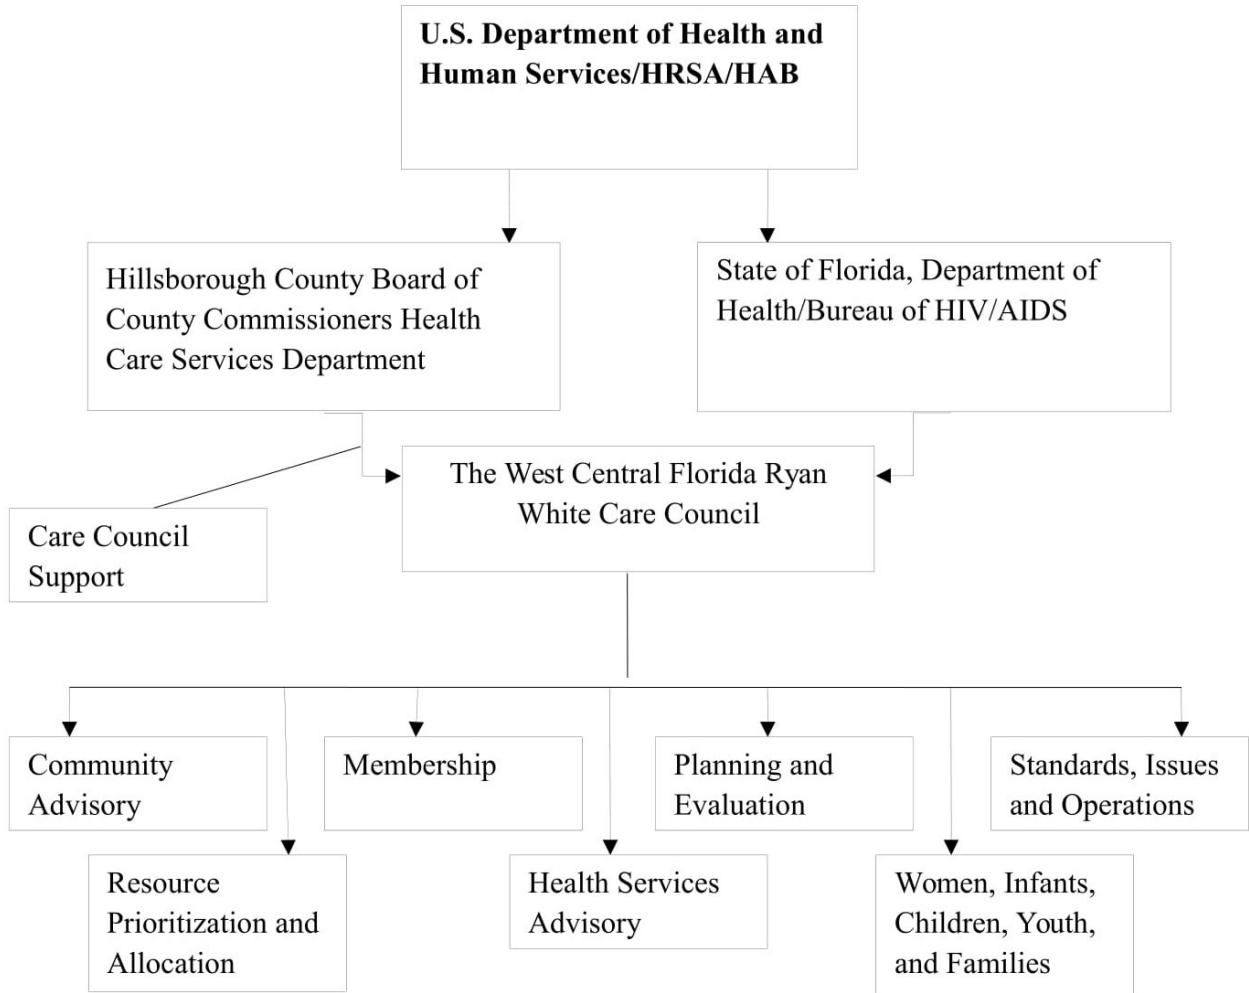 U.S. Department of Health and
Human Services/HRSA/HAB
Hillsborough County Board of
County Commissioners Health
Care Services Department
State of Florida, Department of
Health/Bureau of HIV/AIDS
The West Central Florida Ryan
White Care Council
Care Council
Support
Community
Advisory
Membership
Planning and
Evaluation
Standards, Issues
and Operations
Resource
Prioritization and
Allocation
Health Services
Advisory
Women, Infants,
Children, Youth,
and Families